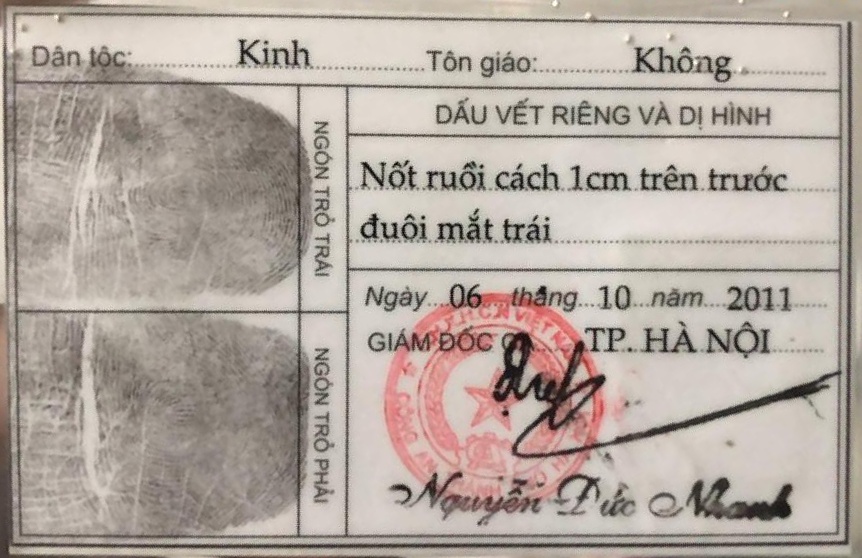 Dân tộc: Kinh Tôn giáo: Không
NGÓN TRỎ TRÁI
NGÓN TRỎ PHẢI
DẤU VẾT RIÊNG VÀ DỊ HÌNH
Nốt ruồi cách 1cm trên trước
đuôi mắt trái
Ngày 06 tháng 10 năm 2011
GIÁM ĐỐC CA TP. HÀ NỘI
Nguyễn Đức Nhanh